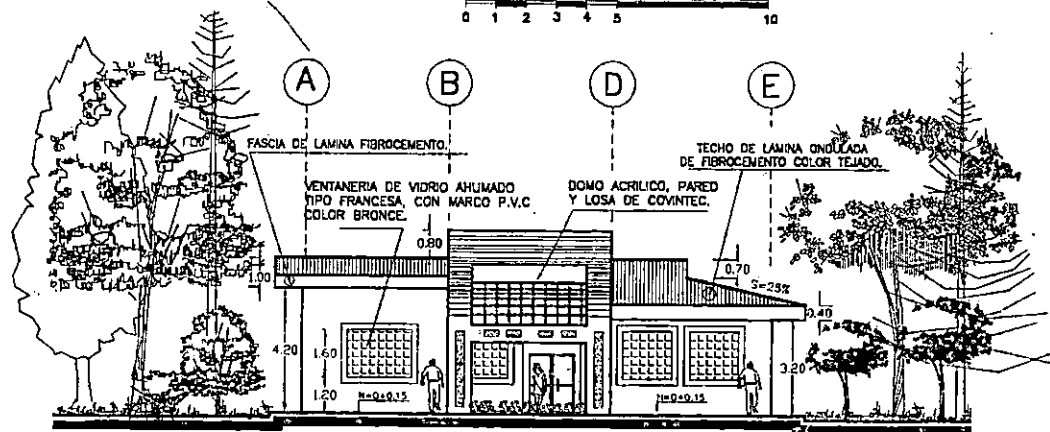 0 1 2 3 4 5 10
A B D E
FASCIA DE LAMINA FIBROCEMENTO.
TECHO DE LAMINA ONDULADA
DE FIBROCEMENTO COLOR TEJADO.
VENTANERIA DE VIDRIO AHUMADO
TIPO FRANCESA, CON MARCO P.V.C
COLOR BRONCE.
DOMO ACRILICO, PARED
Y LOSA DE COVINTEC.
0.80
1.00
0.70
S=25%
0.40
4.20
1.60
1.20
3.20
N=0+0.15
N=0+0.15